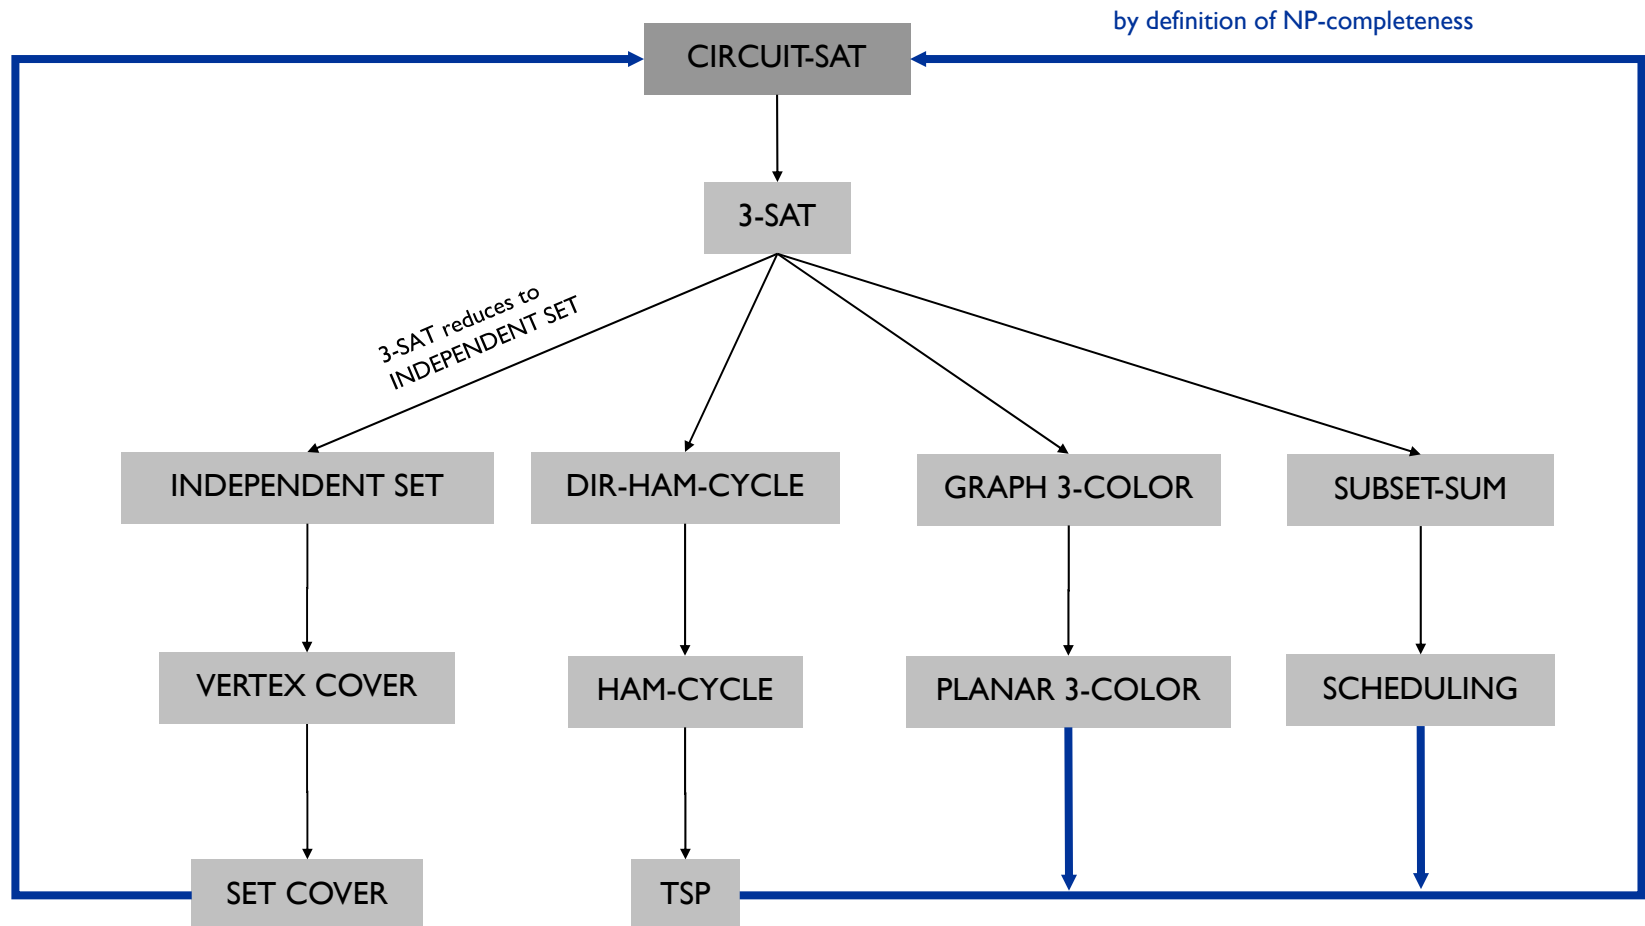 by definition of NP-completeness
CIRCUIT-SAT
3-SAT
3-SAT reduces to
INDEPENDENT SET
INDEPENDENT SET
DIR-HAM-CYCLE
GRAPH 3-COLOR
SUBSET-SUM
VERTEX COVER
HAM-CYCLE
PLANAR 3-COLOR
SCHEDULING
SET COVER
TSP